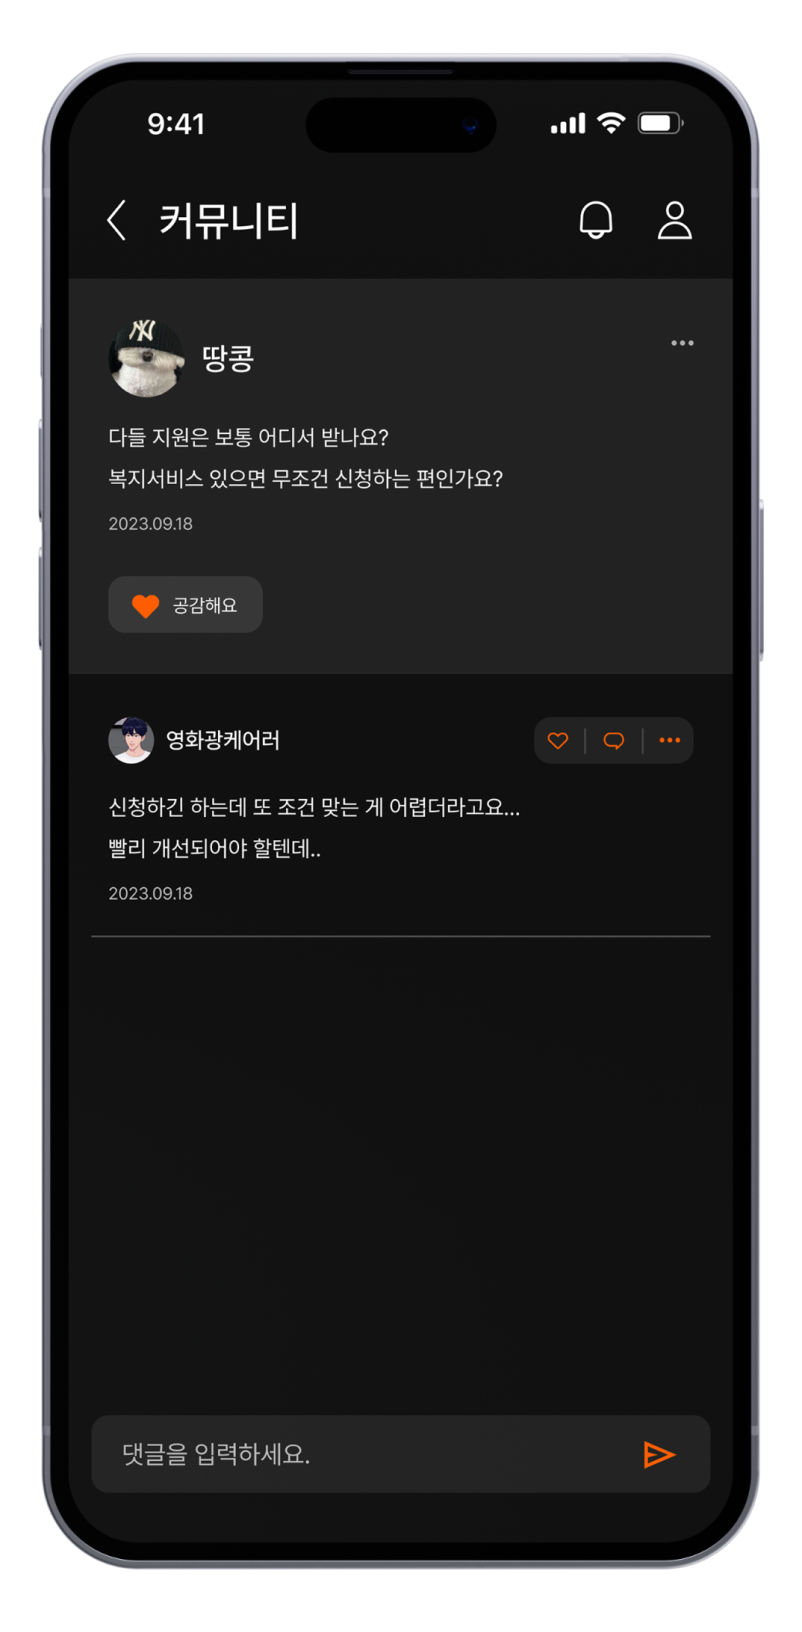 9:41
커뮤니티
NY
땅콩
다들 지원은 보통 어디서 받나요?
복지서비스 있으면 무조건 신청하는 편인가요?
2023.09.18
공감해요
영화광케어러
신청하긴 하는데 또 조건 맞는 게 어렵더라고요...
빨리 개선되어야 할텐데..
2023.09.18
댓글을 입력하세요.